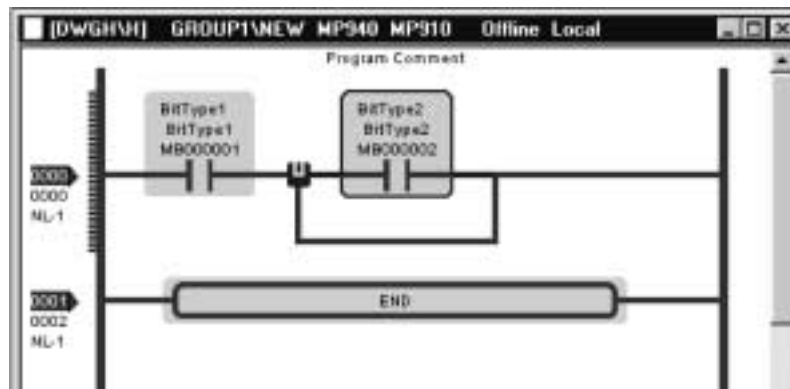 [DWGH\H] GROUP1\NEW MP940 MP910 Offline Local
Program Comment
BitType1
BitType1
MB000001
BitType2
BitType2
MB000002
0000
0000
NL-1
0001
0002
NL-1
END